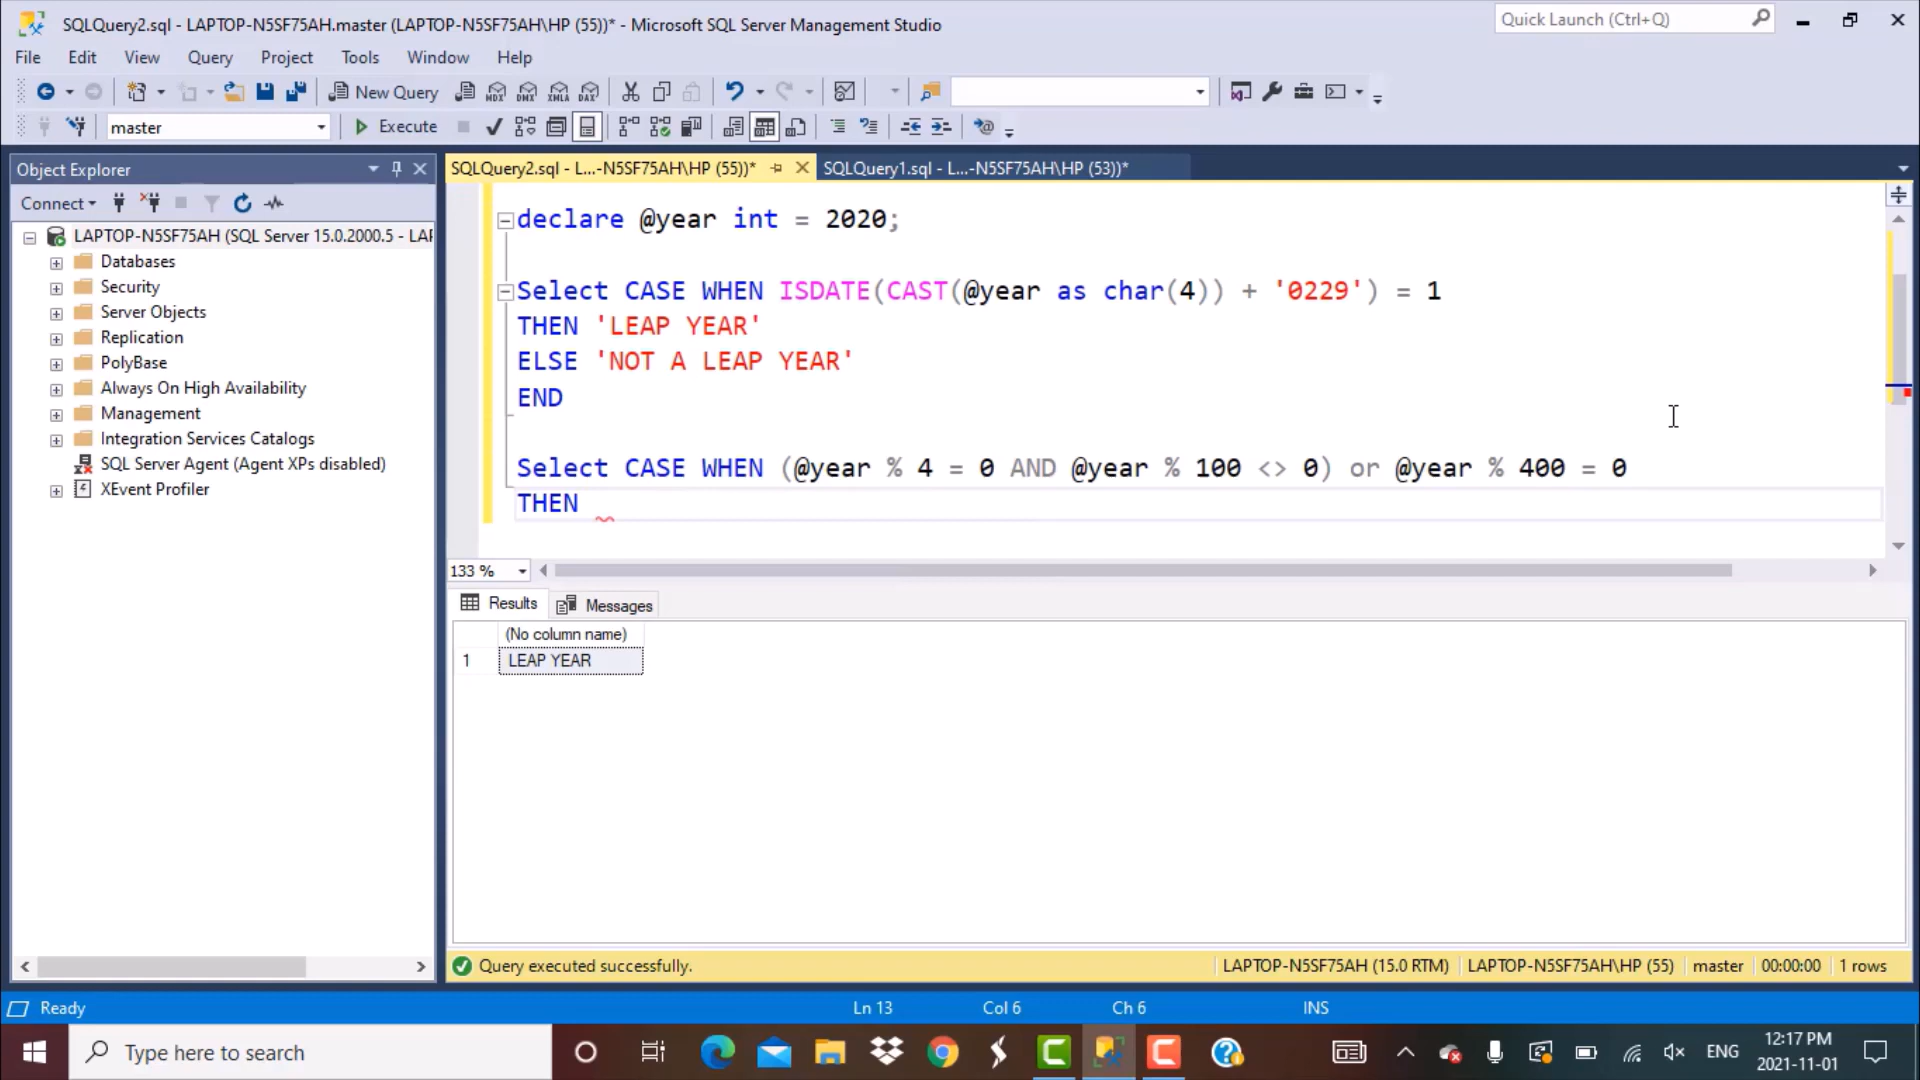 SQLQuery2.sql - LAPTOP-N5SF75AH.master (LAPTOP-N5SF75AH\HP (55))* - Microsoft SQL Server Management Studio
Quick Launch (Ctrl+Q)
File Edit View Query Project Tools Window Help
New Query
MDX DMX XMLA DAX
master
Execute
Object Explorer
SQLQuery2.sql - L...-N5SF75AH\HP (55))*
SQLQuery1.sql - L...-N5SF75AH\HP (53))*
Connect
LAPTOP-N5SF75AH (SQL Server 15.0.2000.5 - LAP
Databases
Security
Server Objects
Replication
PolyBase
Always On High Availability
Management
Integration Services Catalogs
SQL Server Agent (Agent XPs disabled)
XEvent Profiler
declare @year int = 2020;
Select CASE WHEN ISDATE(CAST(@year as char(4)) + '0229') = 1
THEN 'LEAP YEAR'
ELSE 'NOT A LEAP YEAR'
END
Select CASE WHEN (@year % 4 = 0 AND @year % 100 <> 0) or @year % 400 = 0
THEN
133 %
Results Messages
(No column name)
1 LEAP YEAR
Query executed successfully.
LAPTOP-N5SF75AH (15.0 RTM) LAPTOP-N5SF75AH\HP (55) master 00:00:00 1 rows
Ready
Ln 13 Col 6 Ch 6 INS
Type here to search
ENG
12:17 PM
2021-11-01